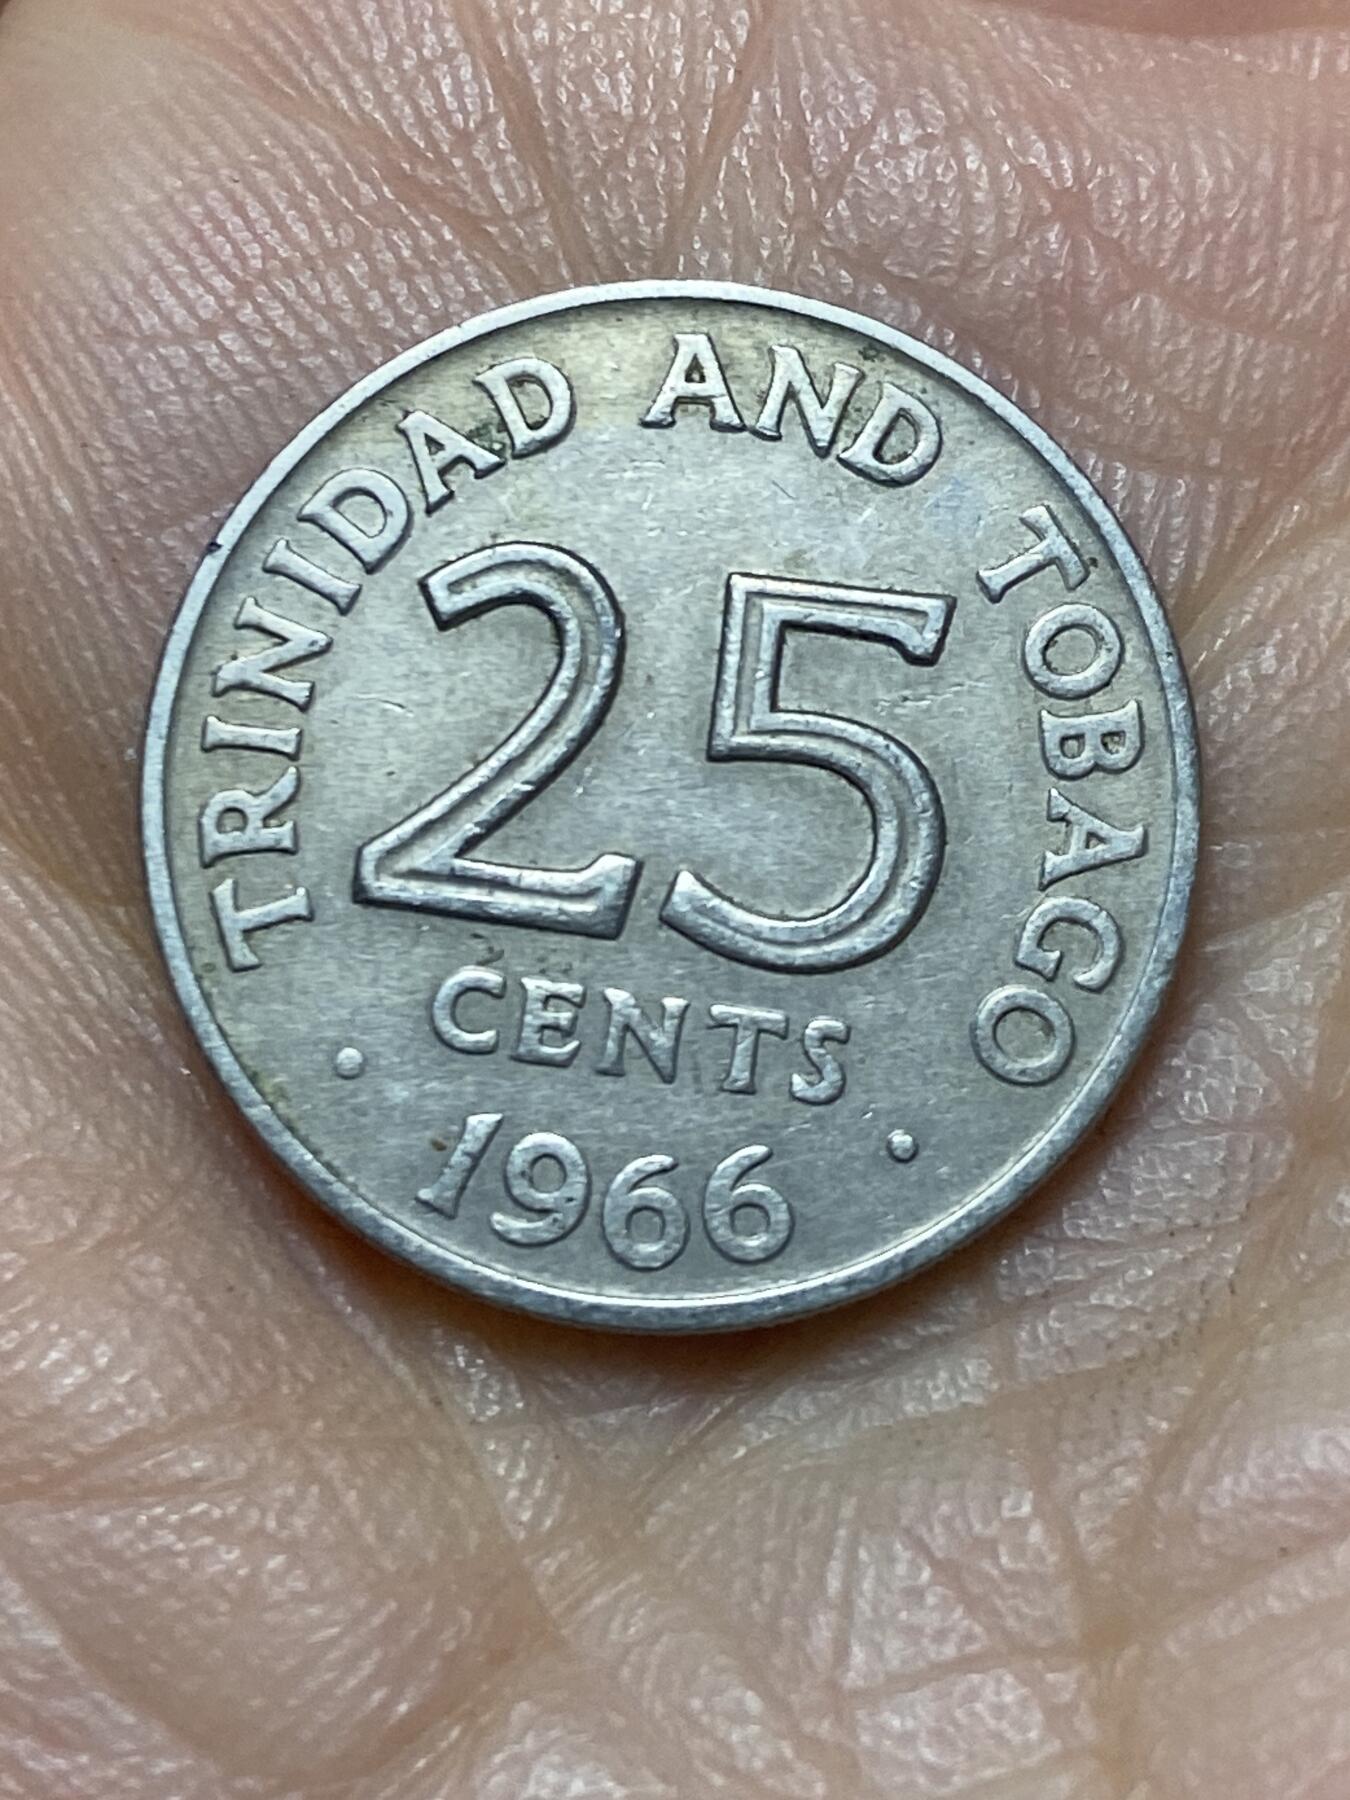 TRINIDAD AND TOBAGO
25
CENTS
· 1966 ·